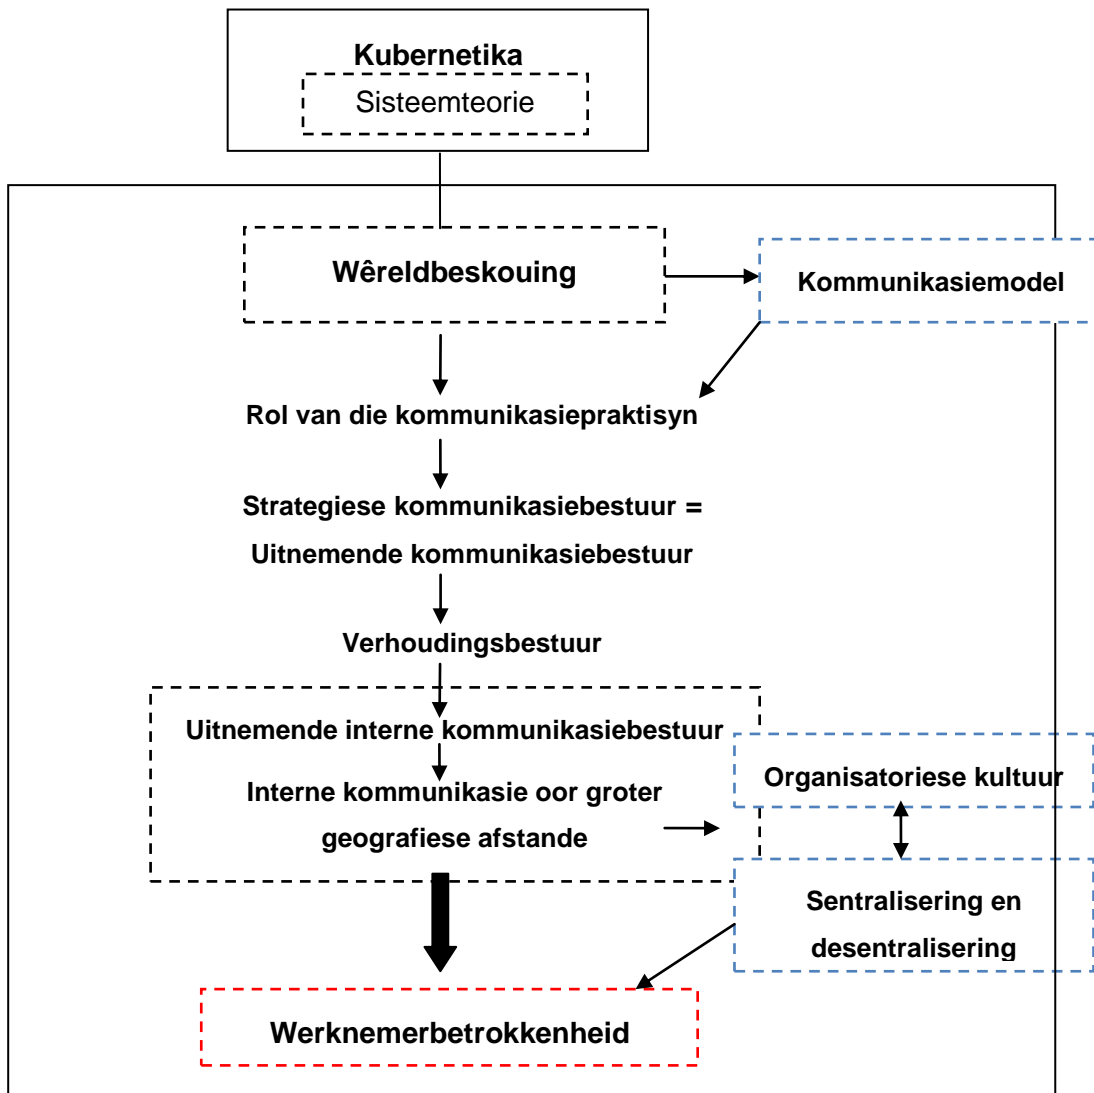 Kubernetika
Sisteemteorie
Wêreldbeskouing
Kommunikasiemodel
Rol van die kommunikasiepraktisyn
Strategiese kommunikasiebestuur =
Uitnemende kommunikasiebestuur
Verhoudingsbestuur
Uitnemende interne kommunikasiebestuur
Interne kommunikasie oor groter
geografiese afstande
Organisatoriese kultuur
Sentralisering en
desentralisering
Werknemerbetrokkenheid